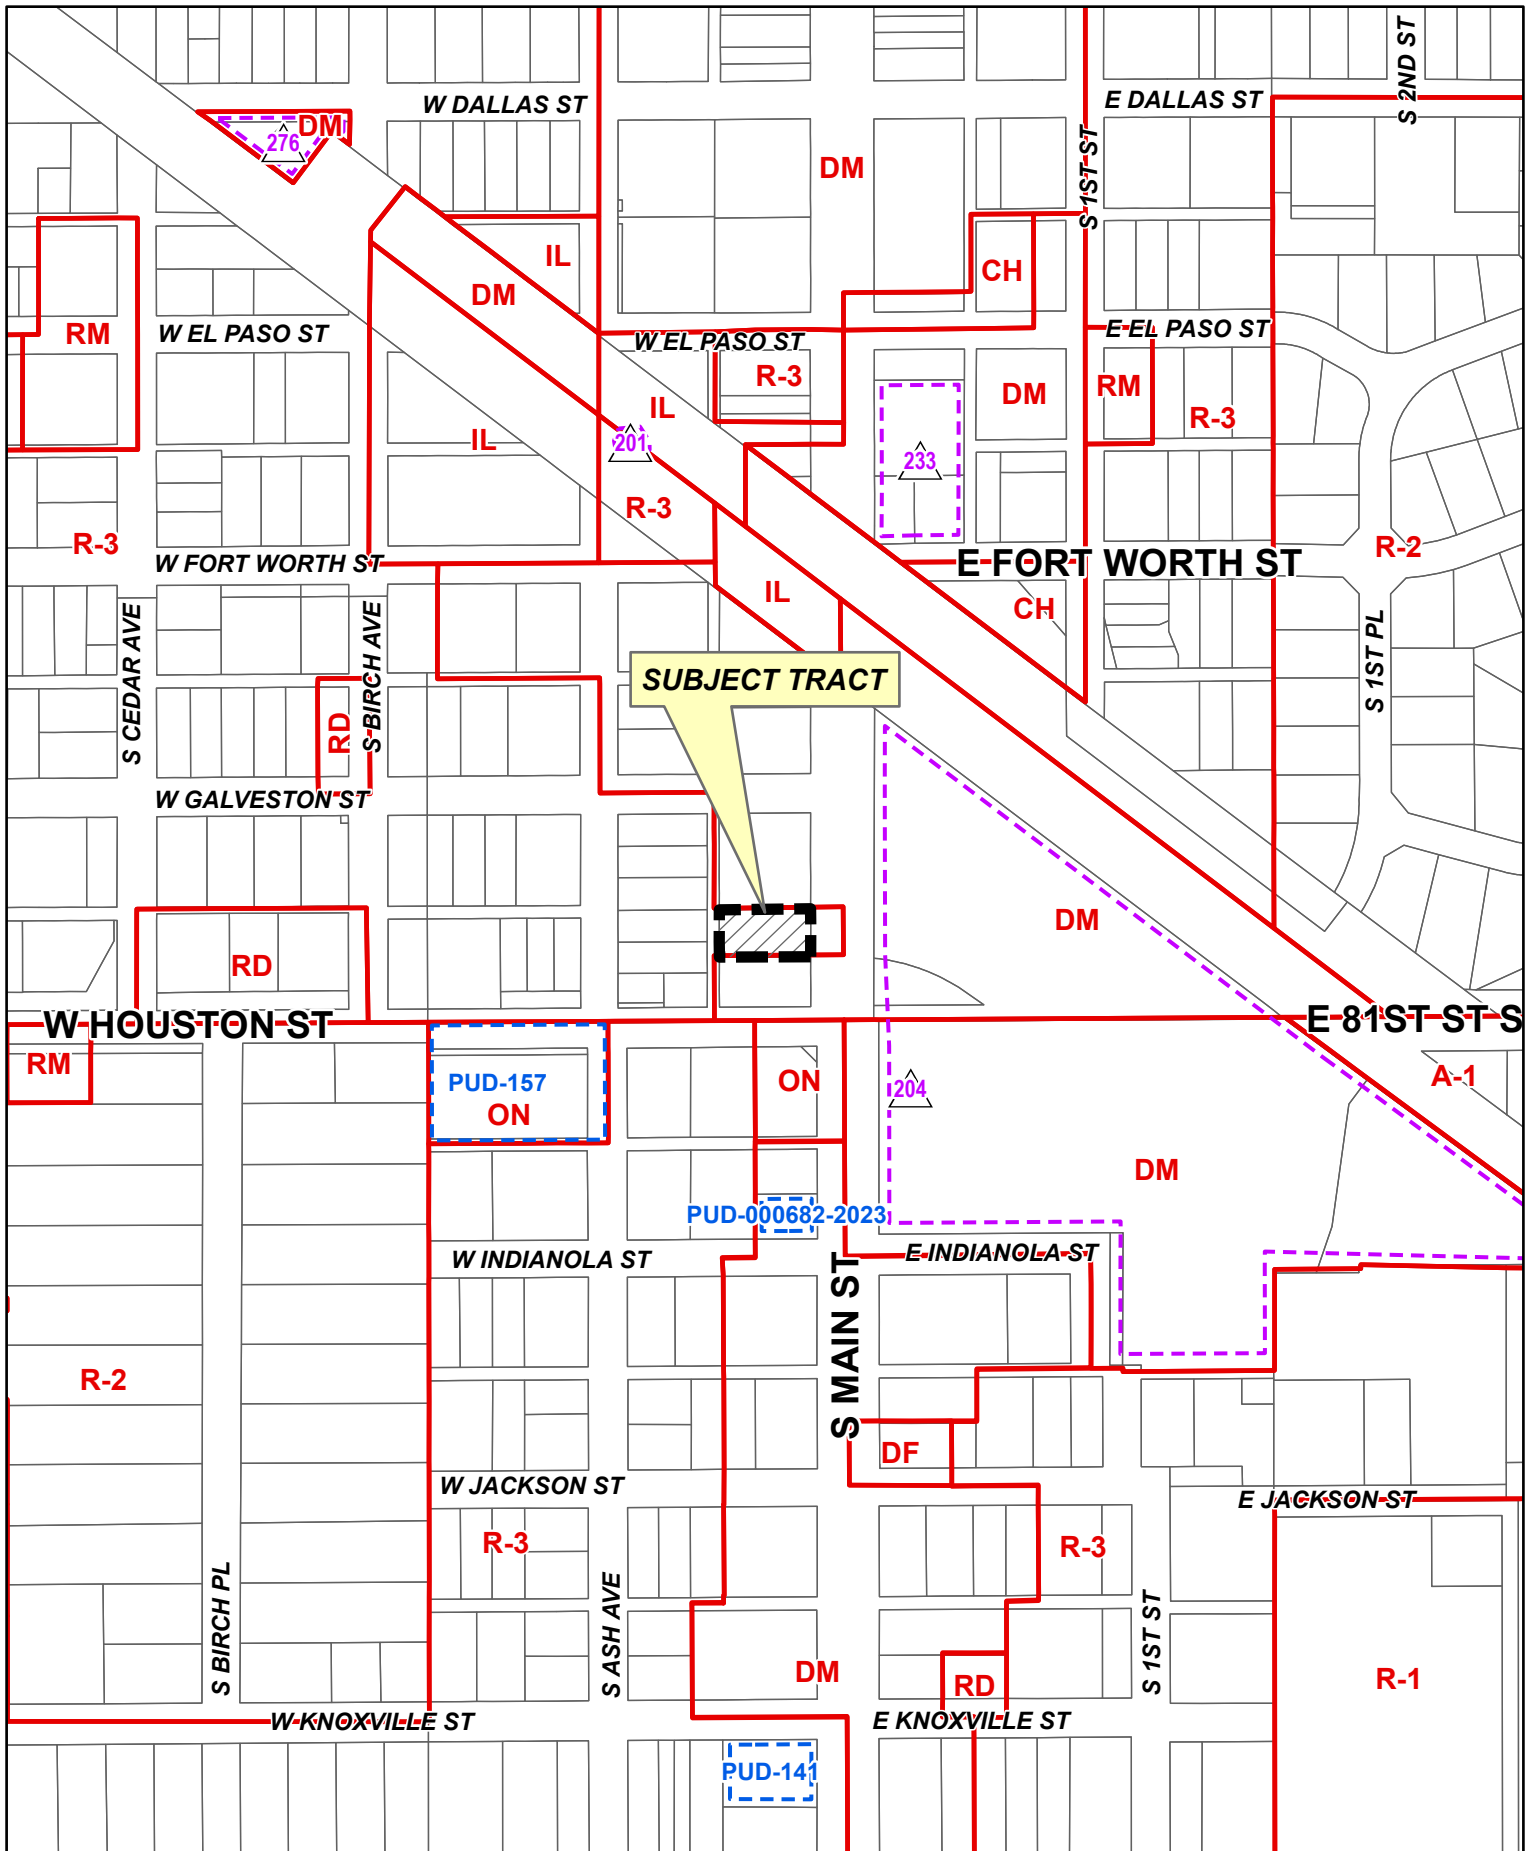 S 2ND ST
W DALLAS ST
E DALLAS ST
DM
276
DM
S 1ST ST
IL
CH
DM
RM
W EL PASO ST
W EL PASO ST
E EL PASO ST
R-3
RM
DM
IL
R-3
IL
201
233
R-3
R-3
R-2
W FORT WORTH ST
E FORT WORTH ST
IL
CH
S CEDAR AVE
S BIRCH AVE
S 1ST PL
SUBJECT TRACT
RD
W GALVESTON ST
DM
RD
W HOUSTON ST
E 81ST ST S
RM
PUD-157
ON
ON
204
A-1
DM
PUD-000682-2023
W INDIANOLA ST
E INDIANOLA ST
S MAIN ST
R-2
DF
W JACKSON ST
E JACKSON ST
R-3
R-3
S BIRCH PL
S ASH AVE
S 1ST ST
DM
RD
R-1
W KNOXVILLE ST
E KNOXVILLE ST
PUD-141